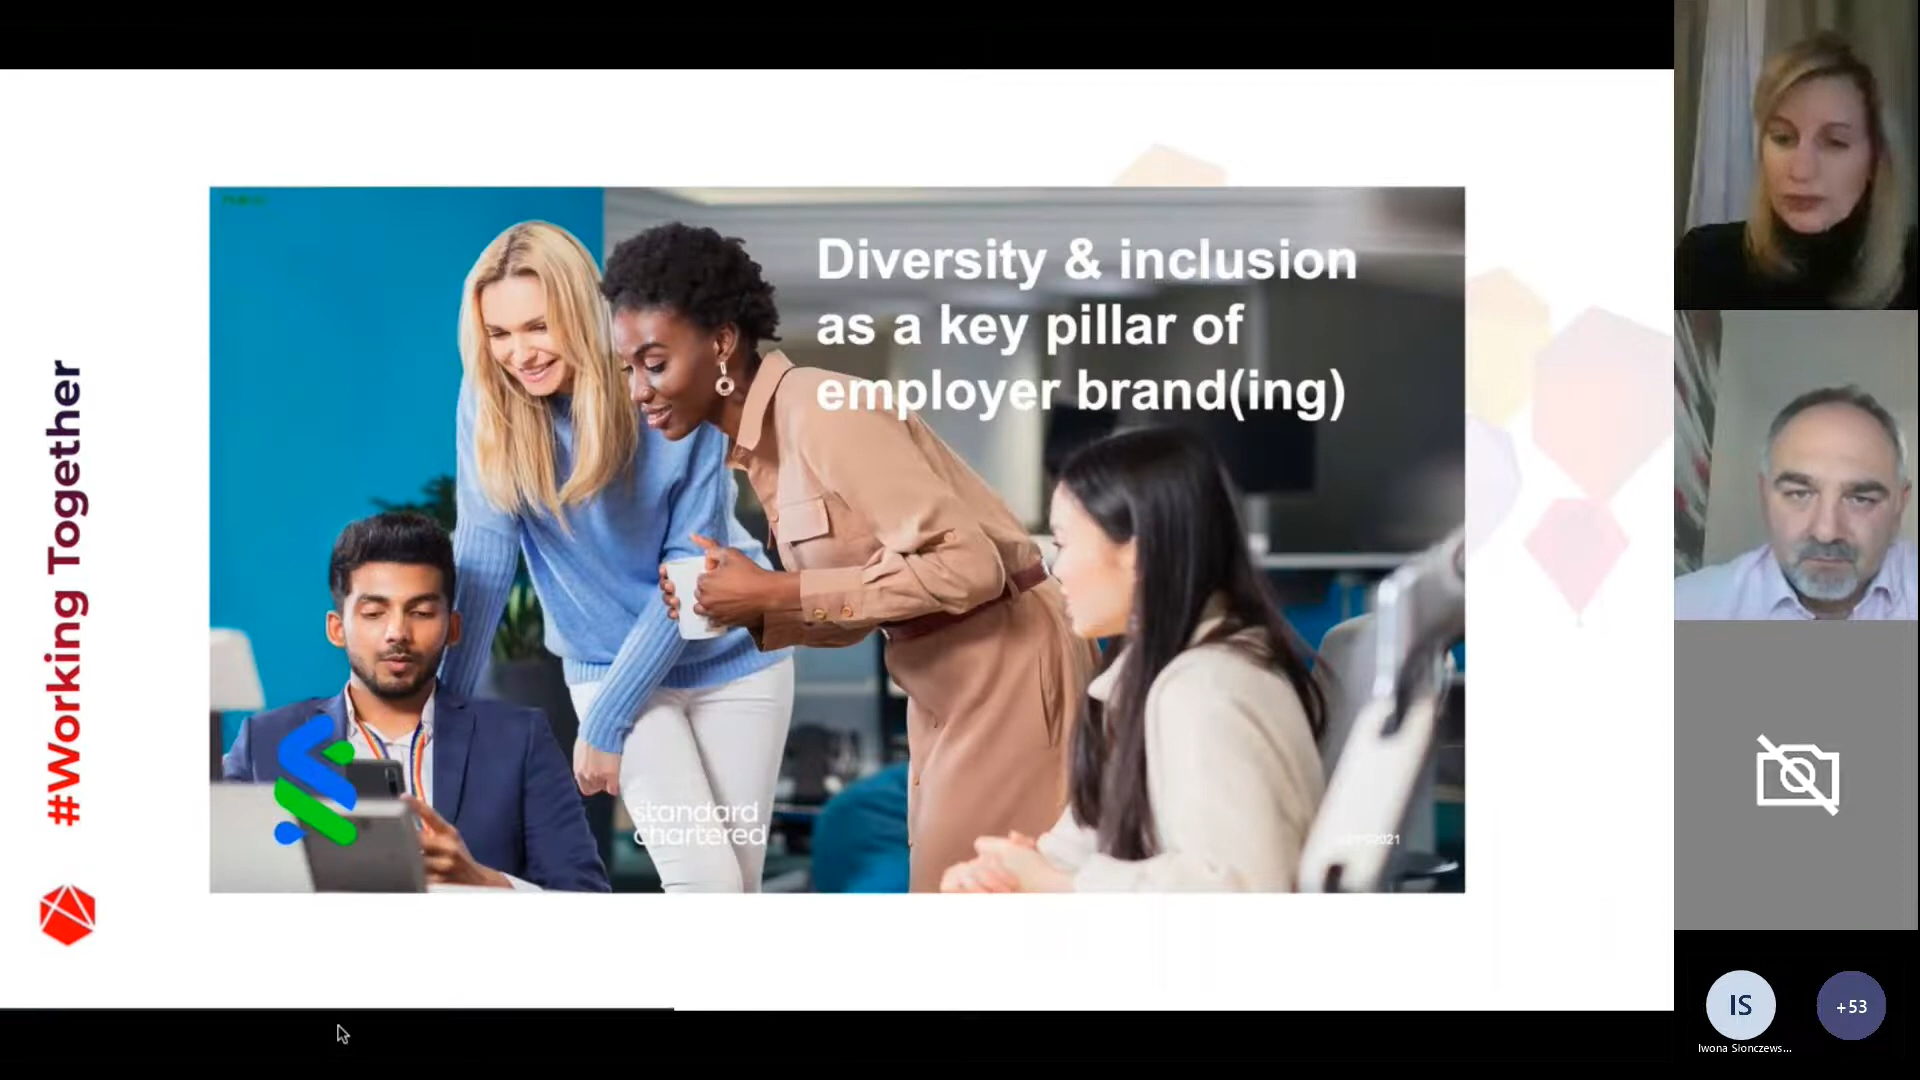 #Working Together
Diversity & inclusion
as a key pillar of
employer brand(ing)
standard
chartered
IS
+53
Iwona Sionczews...